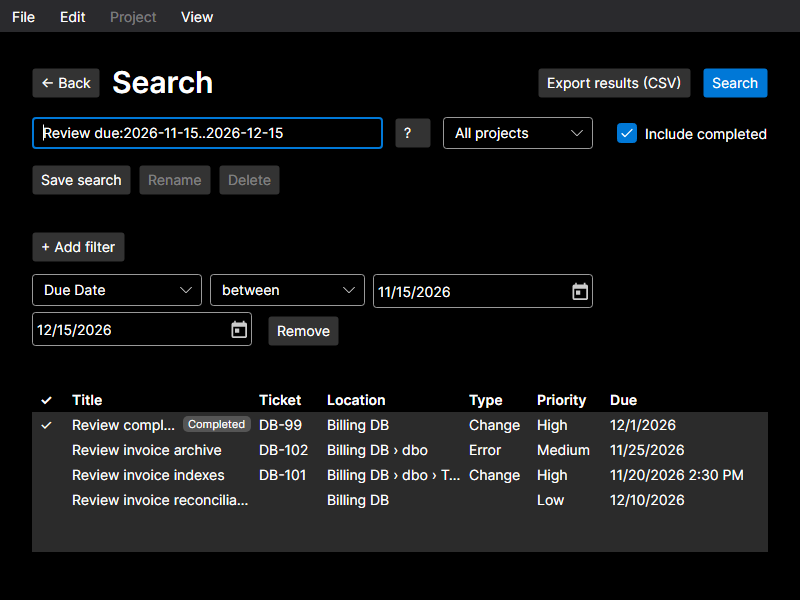 File Edit Project View
← Back Search Export results (CSV) Search
Review due:2026-11-15..2026-12-15 ? All projects Include completed
Save search Rename Delete
+ Add filter
Due Date between 11/15/2026
12/15/2026 Remove
✓ Title Ticket Location Type Priority Due
✓ Review compl... Completed DB-99 Billing DB Change High 12/1/2026
Review invoice archive DB-102 Billing DB › dbo Error Medium 11/25/2026
Review invoice indexes DB-101 Billing DB › dbo › T... Change High 11/20/2026 2:30 PM
Review invoice reconcilia... Billing DB Low 12/10/2026